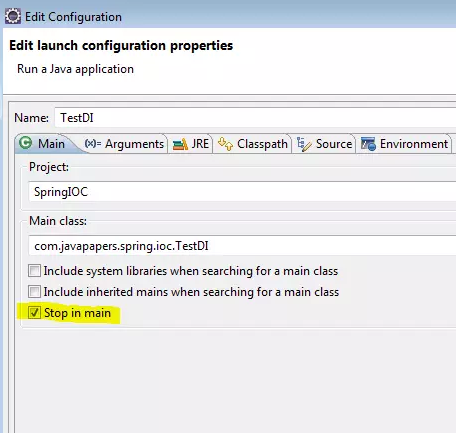 Edit Configuration
Edit launch configuration properties
Run a Java application
Name: TestDI
Main (x)= Arguments JRE Classpath Source Environment
Project:
SpringIOC
Main class:
com.javapapers.spring.ioc.TestDI
Include system libraries when searching for a main class
Include inherited mains when searching for a main class
Stop in main